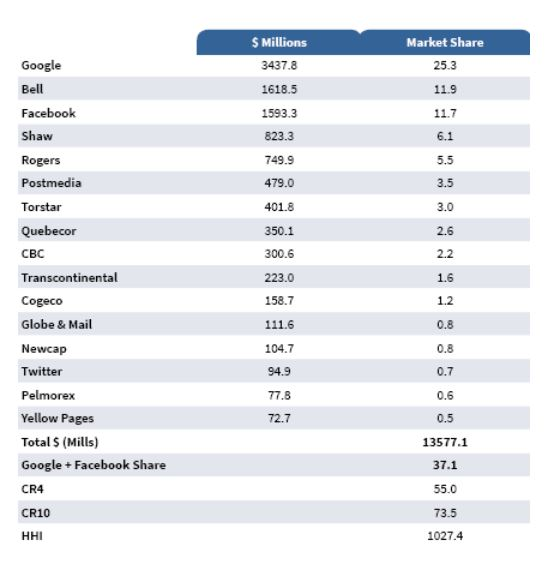 $ Millions Market Share
Google 3437.8 25.3
Bell 1618.5 11.9
Facebook 1593.3 11.7
Shaw 823.3 6.1
Rogers 749.9 5.5
Postmedia 479.0 3.5
Torstar 401.8 3.0
Quebecor 350.1 2.6
CBC 300.6 2.2
Transcontinental 223.0 1.6
Cogeco 158.7 1.2
Globe & Mail 111.6 0.8
Newcap 104.7 0.8
Twitter 94.9 0.7
Pelmorex 77.8 0.6
Yellow Pages 72.7 0.5
Total $ (Mills) 13577.1
Google + Facebook Share 37.1
CR4 55.0
CR10 73.5
HHI 1027.4